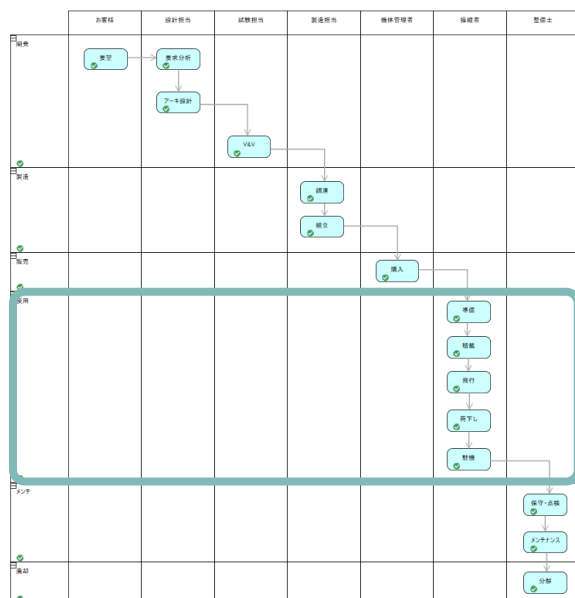 お客様 設計担当 試験担当 製造担当 機体管理者 操縦者 整備士
開発
要望 要求分析
アーキ設計
V&V
製造
調達
組立
販売
購入
使用
準備
積載
飛行
荷下し
駐機
メンテ
保守・点検
メンテナンス
廃却
分解